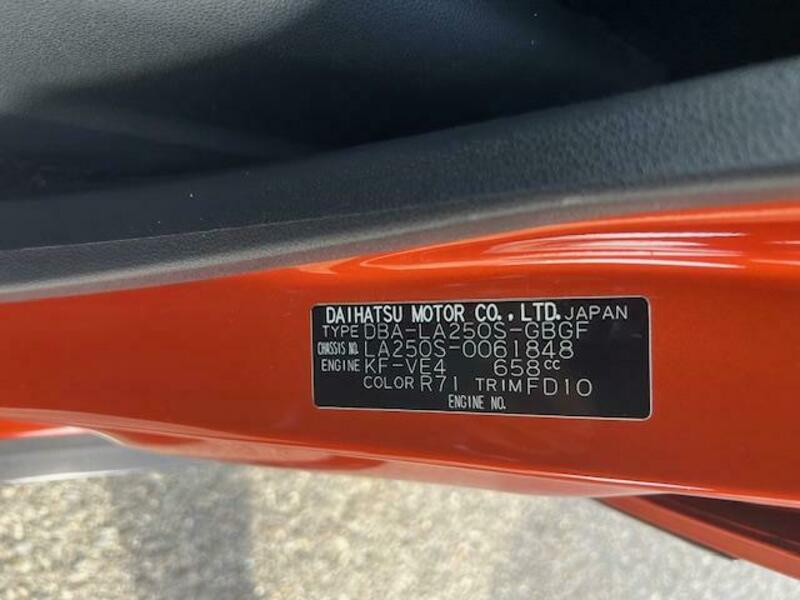 DAIHATSU MOTOR CO., LTD. JAPAN
TYPE DBA-LA250S-GBGF
CHASSIS NO. LA250S-0061848
ENGINE KF-VE4 658cc
COLOR R71 TRIM FD10
ENGINE NO.